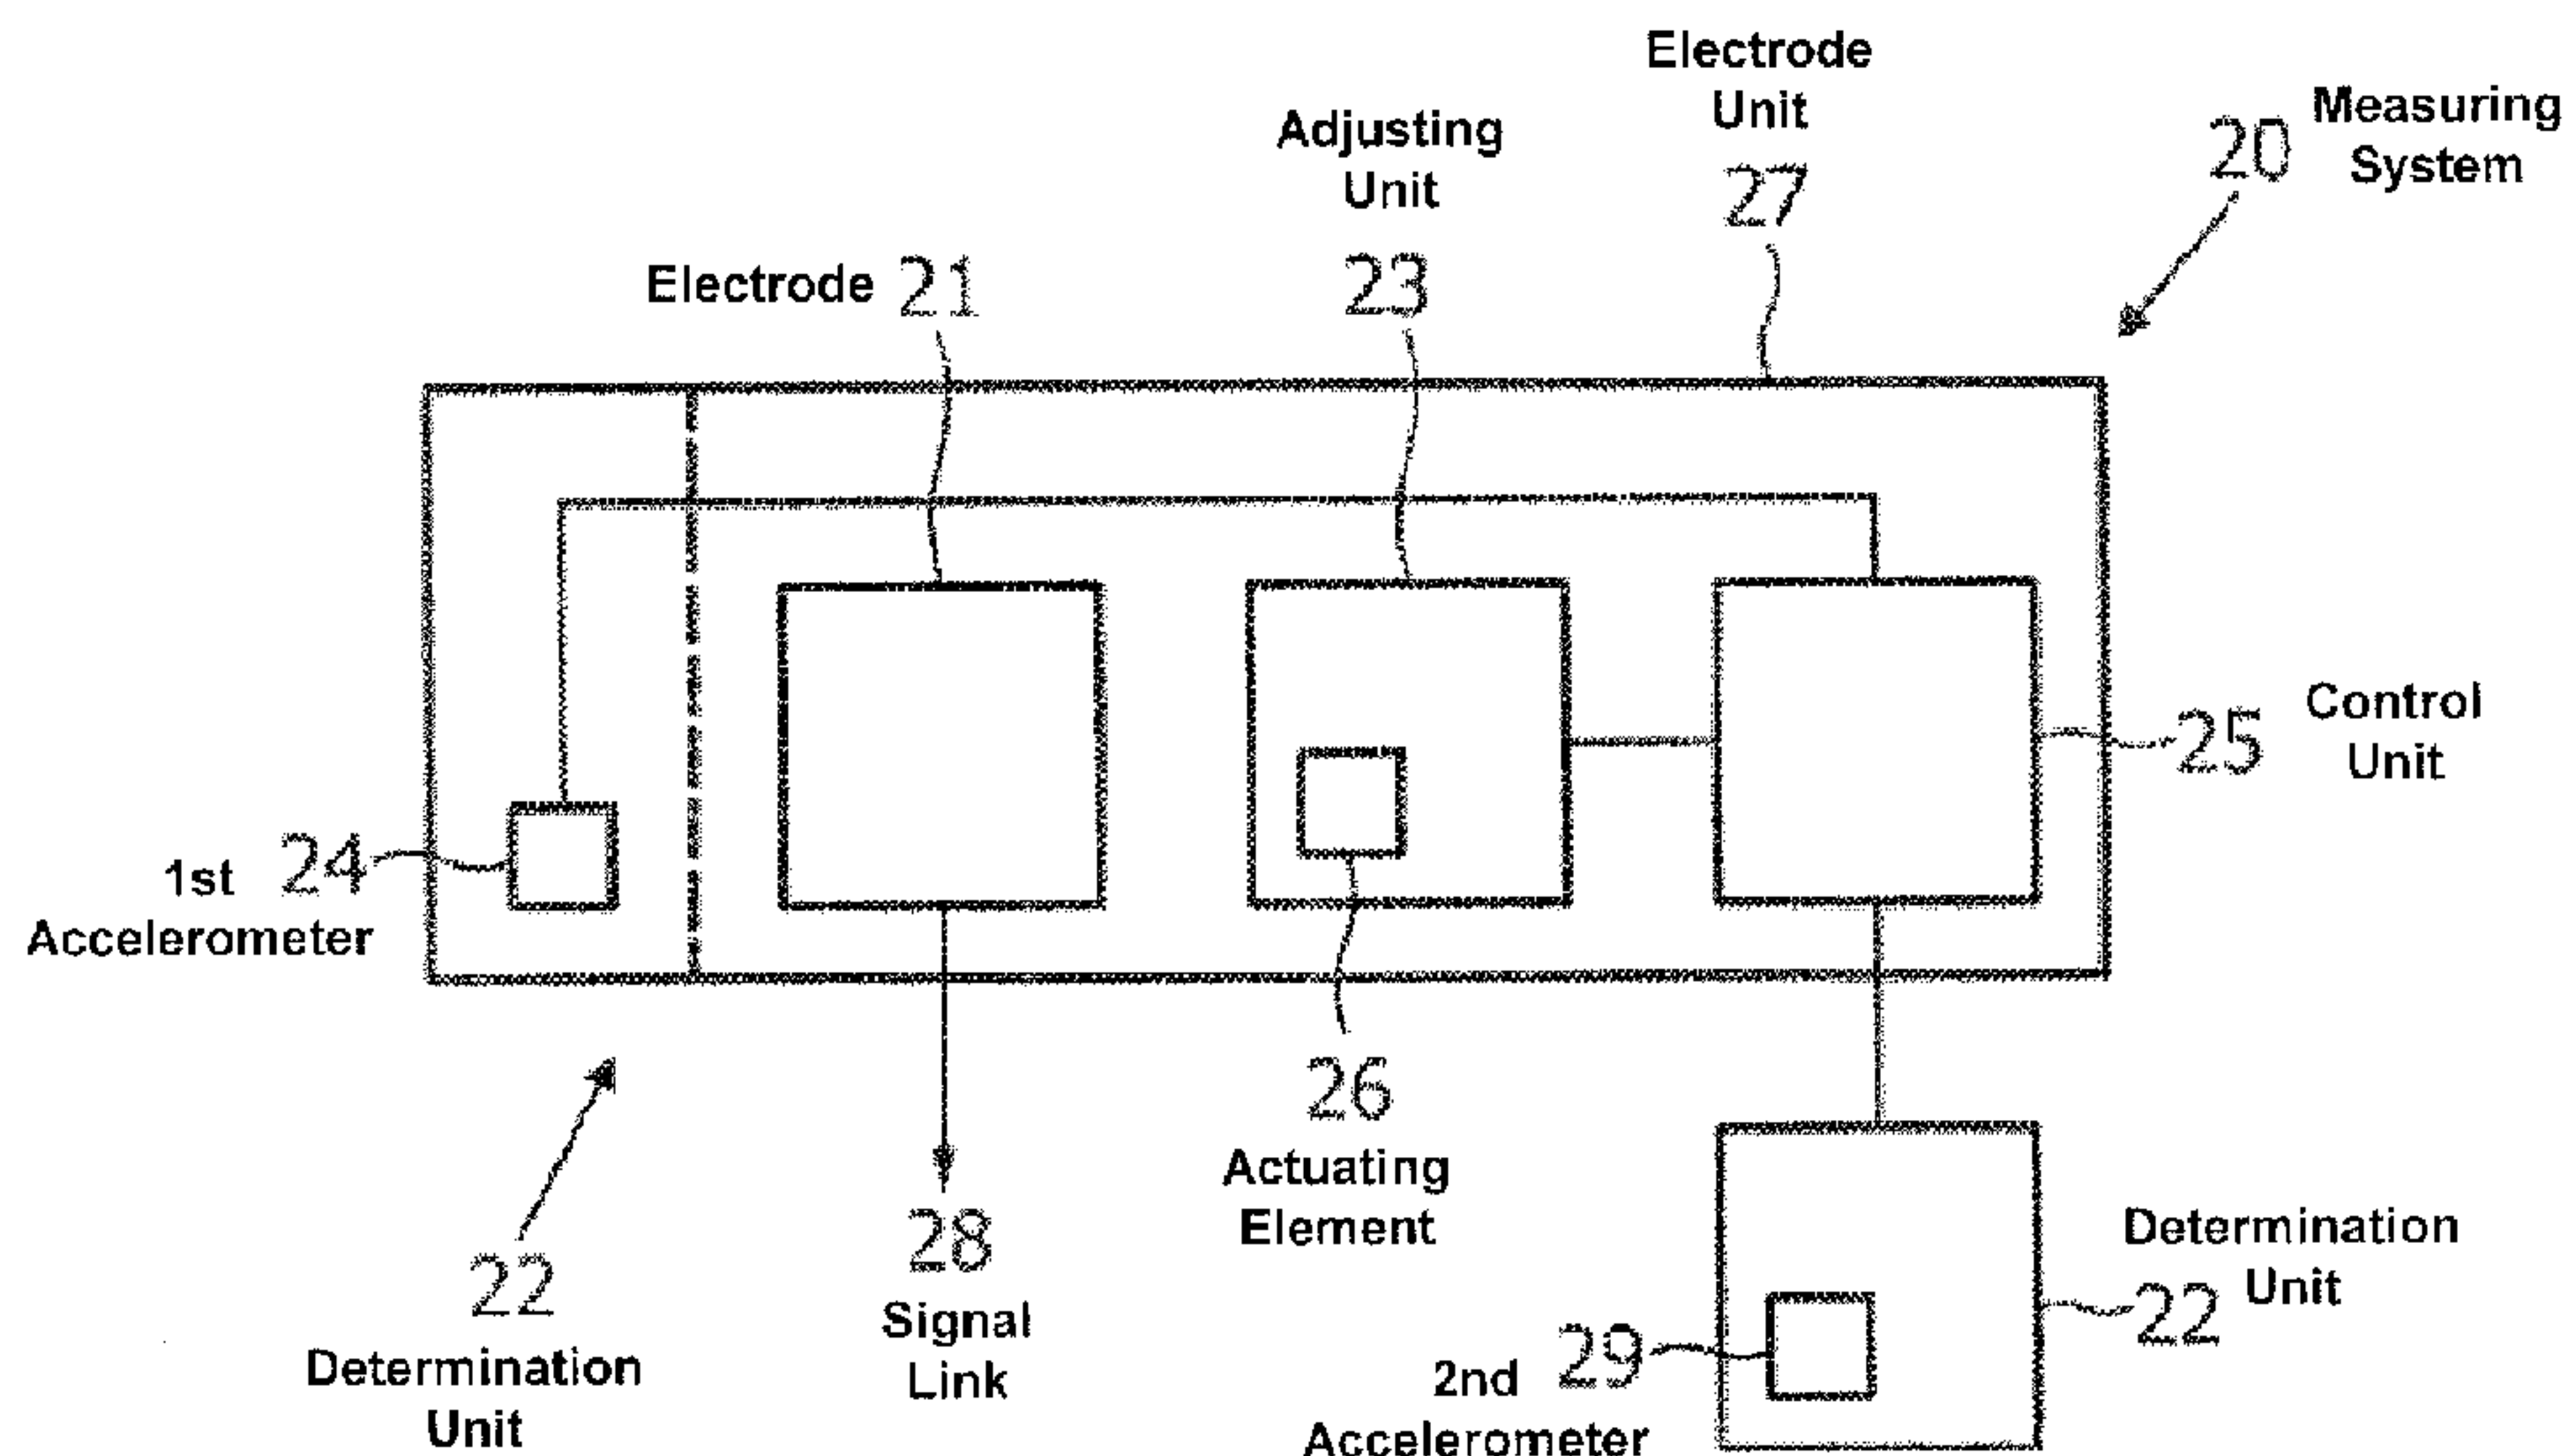 Electrode
Unit
27
Adjusting
Unit
23
20 Measuring
System
Electrode 21
Control
25 Unit
1st 24
Accelerometer
26
Actuating
Element
28
Signal
Link
22
Determination
Unit
Determination
Unit
22
2nd 29
Accelerometer